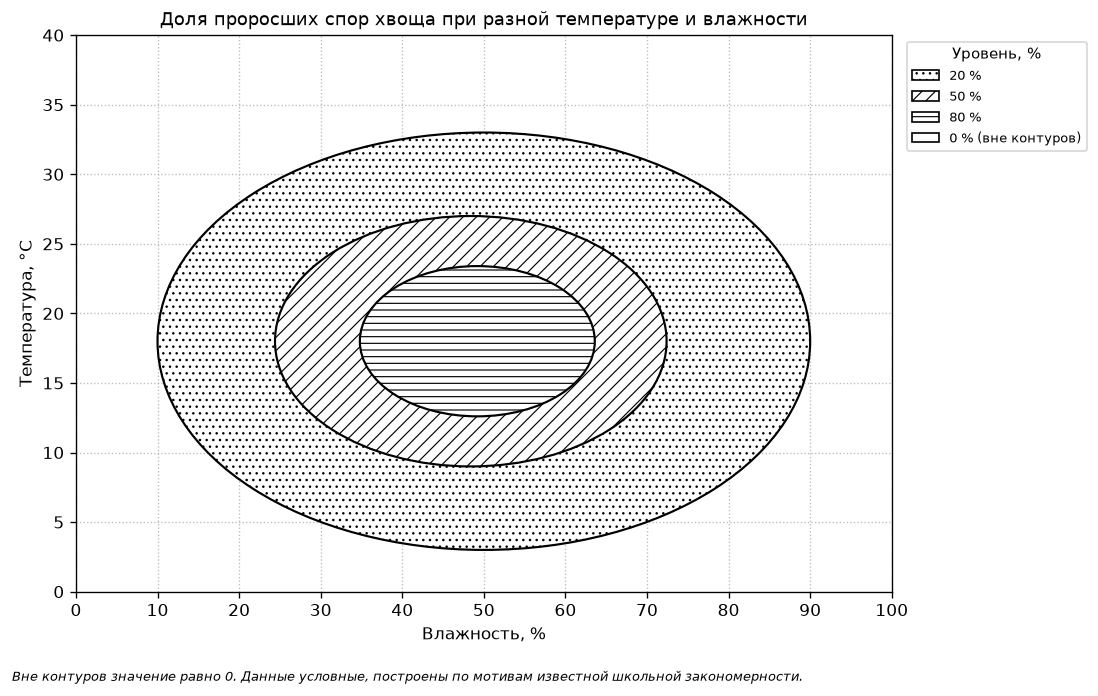 Доля проросших спор хвоща при разной температуре и влажности
Уровень, %
20 %
50 %
80 %
0 % (вне контуров)
Температура, °C
40
35
30
25
20
15
10
5
0
0 10 20 30 40 50 60 70 80 90 100
Влажность, %
Вне контуров значение равно 0. Данные условные, построены по мотивам известной школьной закономерности.